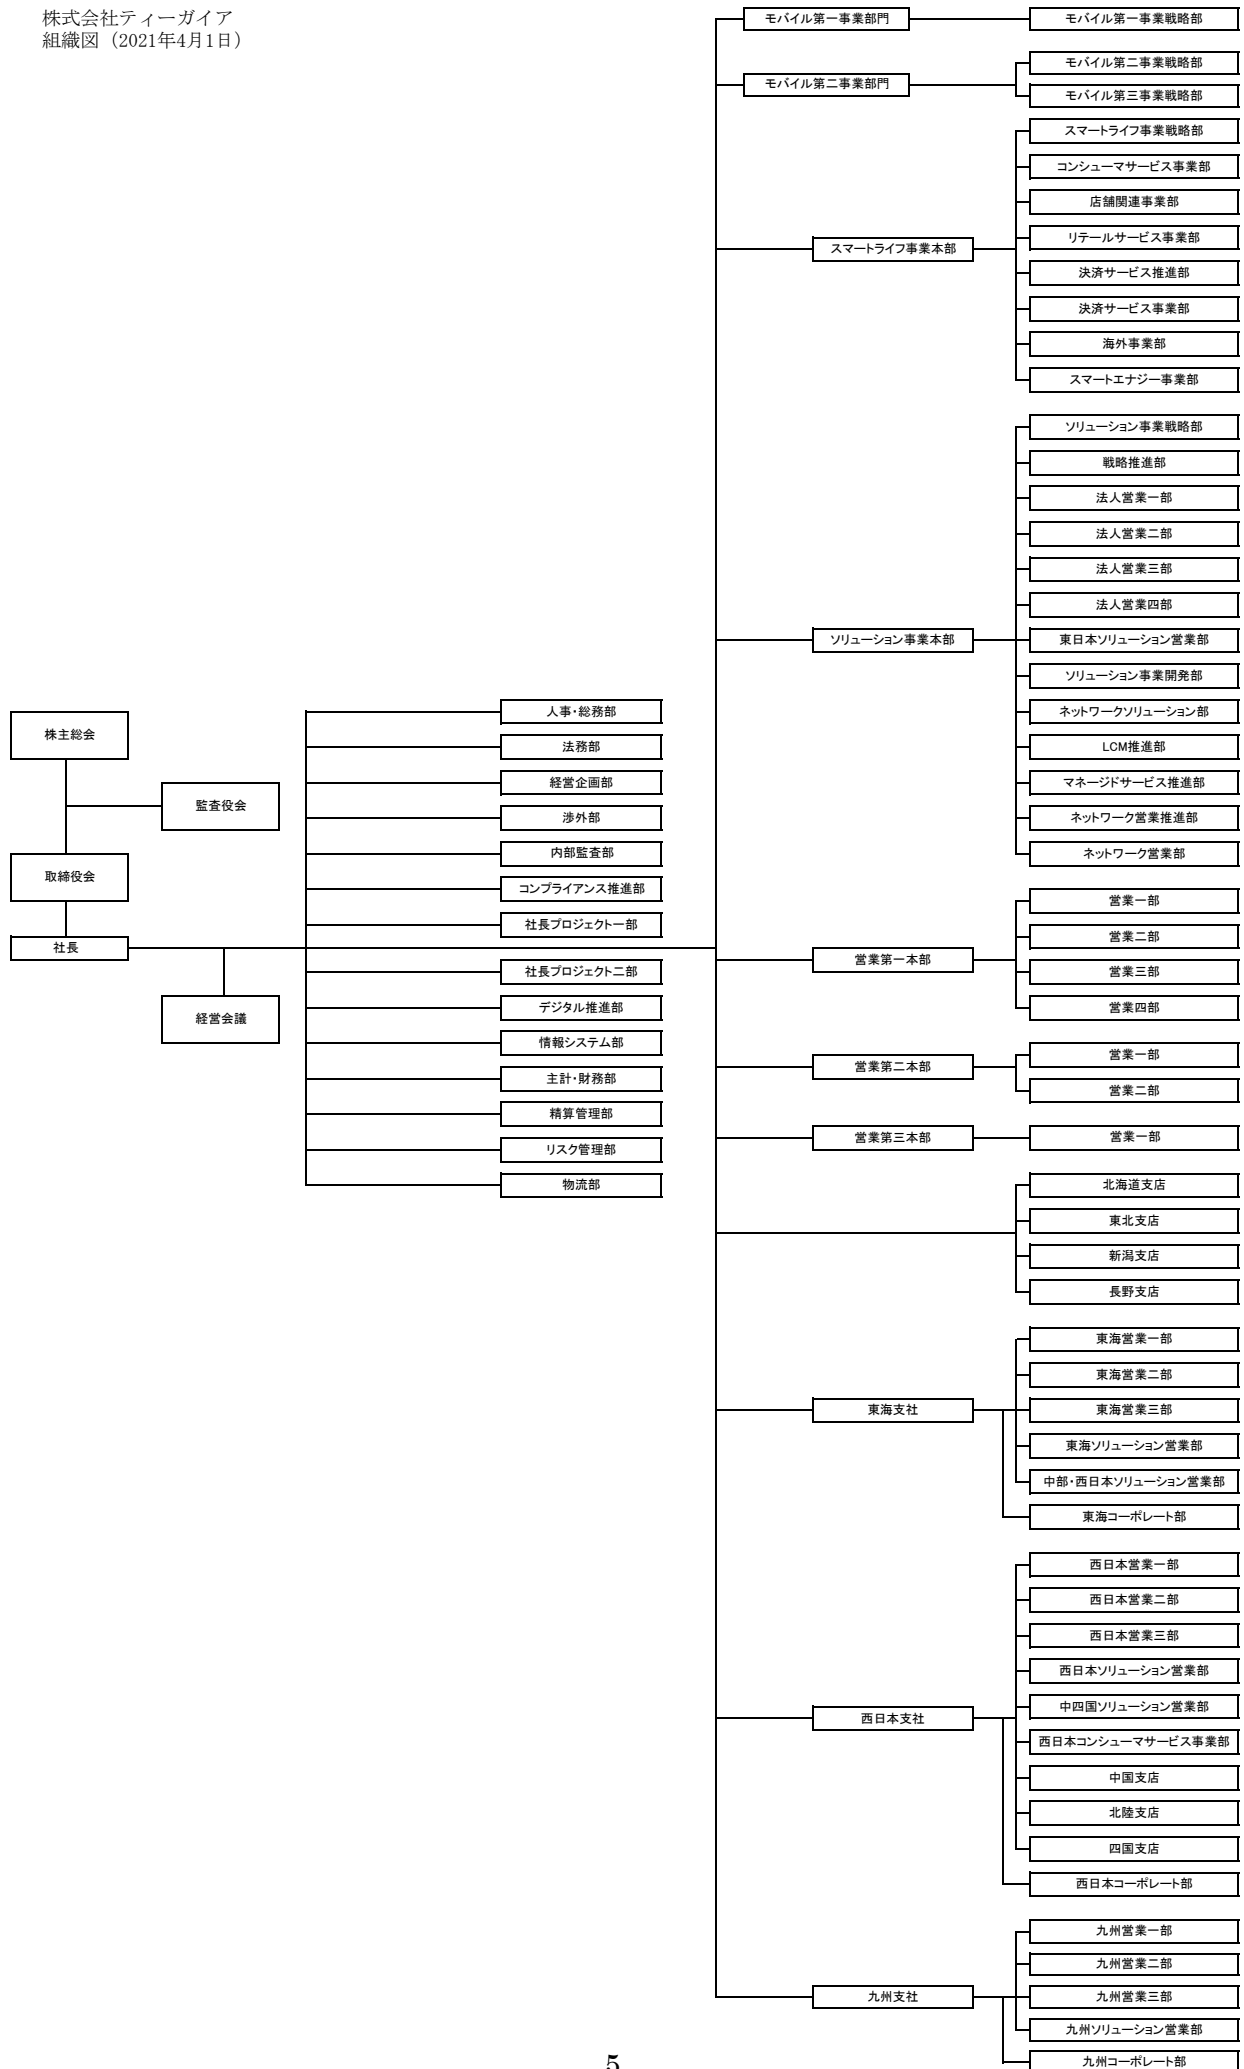 株式会社ティーガイア
組織図（2021年4月1日）
株主総会
監査役会
取締役会
社長
経営会議
人事・総務部
法務部
経営企画部
渉外部
内部監査部
コンプライアンス推進部
社長プロジェクト一部
社長プロジェクト二部
デジタル推進部
情報システム部
主計・財務部
精算管理部
リスク管理部
物流部
モバイル第一事業部門
モバイル第一事業戦略部
モバイル第二事業部門
モバイル第二事業戦略部
モバイル第三事業戦略部
スマートライフ事業本部
スマートライフ事業戦略部
コンシューマサービス事業部
店舗関連事業部
リテールサービス事業部
決済サービス推進部
決済サービス事業部
海外事業部
スマートエナジー事業部
ソリューション事業本部
ソリューション事業戦略部
戦略推進部
法人営業一部
法人営業二部
法人営業三部
法人営業四部
東日本ソリューション営業部
ソリューション事業開発部
ネットワークソリューション部
LCM推進部
マネージドサービス推進部
ネットワーク営業推進部
ネットワーク営業部
営業第一本部
営業一部
営業二部
営業三部
営業四部
営業第二本部
営業一部
営業二部
営業第三本部
営業一部
北海道支店
東北支店
新潟支店
長野支店
東海支社
東海営業一部
東海営業二部
東海営業三部
東海ソリューション営業部
中部・西日本ソリューション営業部
東海コーポレート部
西日本支社
西日本営業一部
西日本営業二部
西日本営業三部
西日本ソリューション営業部
中四国ソリューション営業部
西日本コンシューマサービス事業部
中国支店
北陸支店
四国支店
西日本コーポレート部
九州支社
九州営業一部
九州営業二部
九州営業三部
九州ソリューション営業部
九州コーポレート部
5